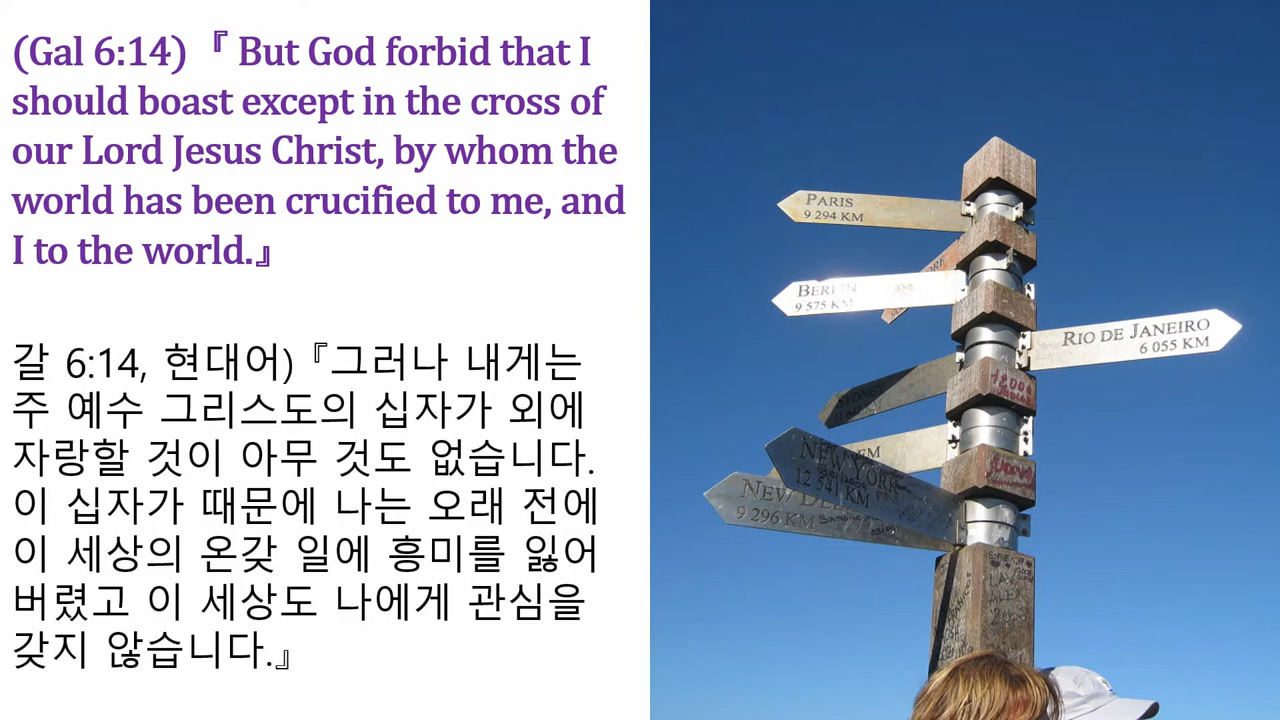 (Gal 6:14) 『 But God forbid that I
should boast except in the cross of
our Lord Jesus Christ, by whom the
world has been crucified to me, and
I to the world.』
갈 6:14, 현대어)『그러나 내게는
주 예수 그리스도의 십자가 외에
자랑할 것이 아무 것도 없습니다.
이 십자가 때문에 나는 오래 전에
이 세상의 온갖 일에 흥미를 잃어
버렸고 이 세상도 나에게 관심을
갖지 않습니다.』
PARIS
9 294 KM
BERLIN
9 575 KM
RIO DE JANEIRO
6 055 KM
NEW YORK
12 541 KM
NEW DELHI
9 296 KM